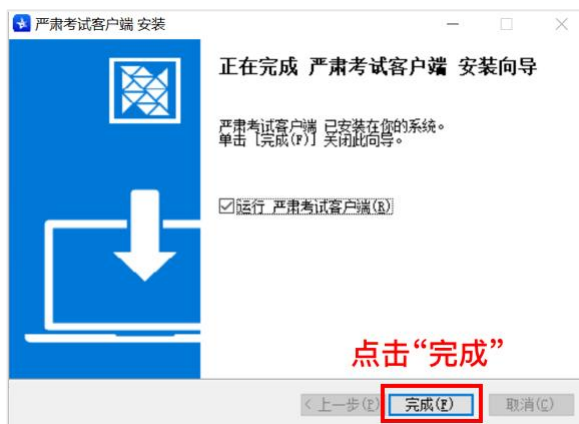 严肃考试客户端 安装
正在完成 严肃考试客户端 安装向导
严肃考试客户端 已安装在你的系统。
单击 [完成(F)] 关闭此向导。
运行 严肃考试客户端(R)
点击“完成”
< 上一步(P)
完成(F)
取消(C)